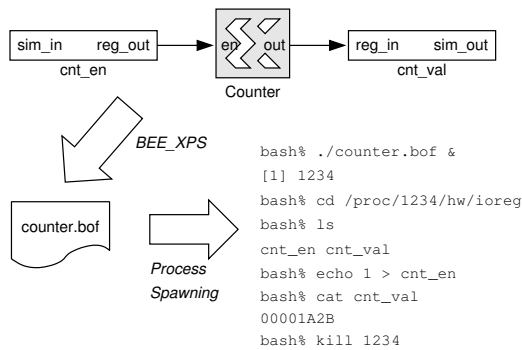 sim_in reg_out
en out
reg_in sim_out
cnt_en
Counter
cnt_val
BEE_XPS
counter.bof
Process
Spawning
bash% ./counter.bof &
[1] 1234
bash% cd /proc/1234/hw/ioreg
bash% ls
cnt_en cnt_val
bash% echo 1 > cnt_en
bash% cat cnt_val
00001A2B
bash% kill 1234